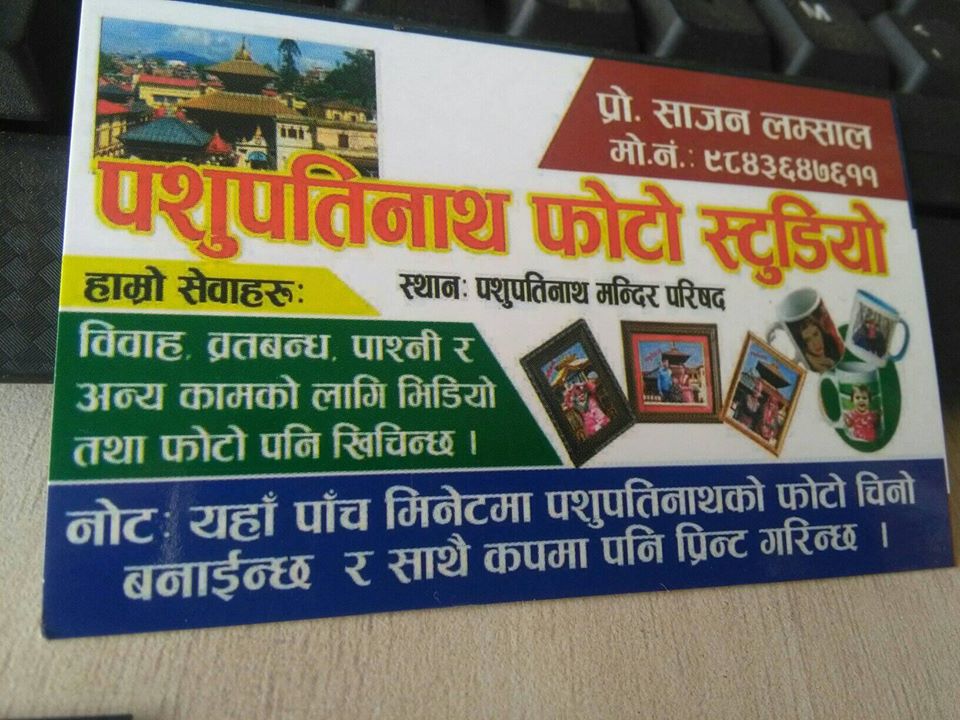 प्रो. साजन लम्साल
मो.नं.: ९८४३६४७६११
पशुपतिनाथ फोटो स्टुडियो
हाम्रो सेवाहरुः
स्थानः पशुपतिनाथ मन्दिर परिषद
विवाह, व्रतबन्ध, पाश्नी र
अन्य कामको लागि भिडियो
तथा फोटो पनि खिचिन्छ ।
नोटः यहाँ पाँच मिनेटमा पशुपतिनाथको फोटो चिनो
बनाईन्छ र साथै कपमा पनि प्रिन्ट गरिन्छ ।
M